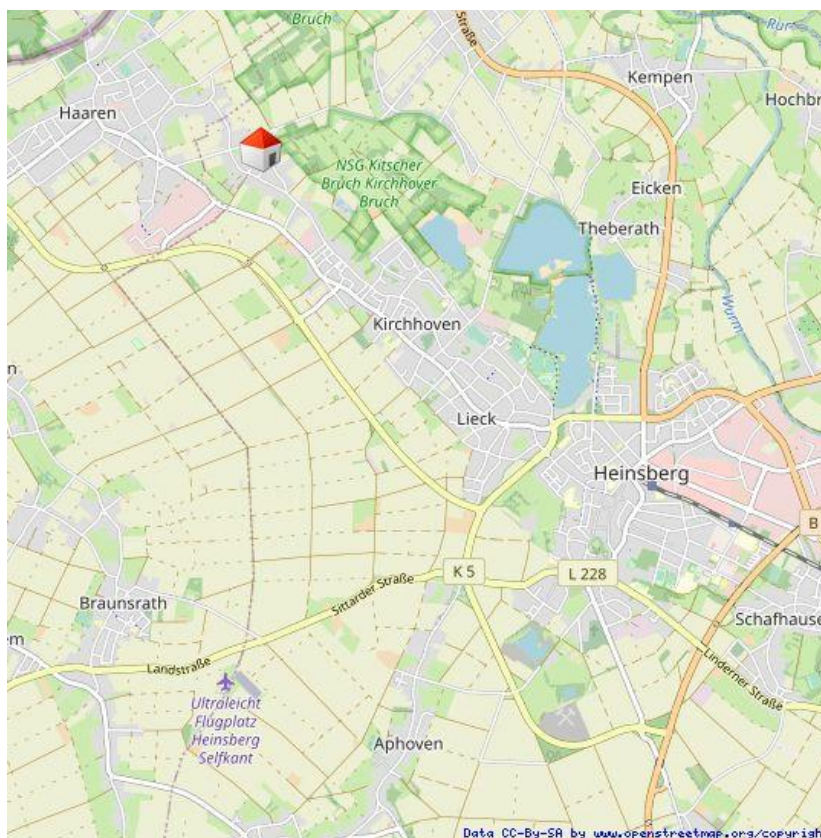 Bruch
Straße
Rur
Kempen
Hochbr
Haaren
NSG Kitscher
Bruch Kirchhover
Bruch
Eicken
Theberath
Wurm
Kirchhoven
Lieck
Heinsberg
n
B
K 5
L 228
Sittarder Straße
Braunsrath
Schafhause
em
Landstraße
Linderner Straße
Ultraleicht
Flugplatz
Heinsberg
Selfkant
Aphoven
Data CC-By-SA by www.openstreetmap.org/copyrigh